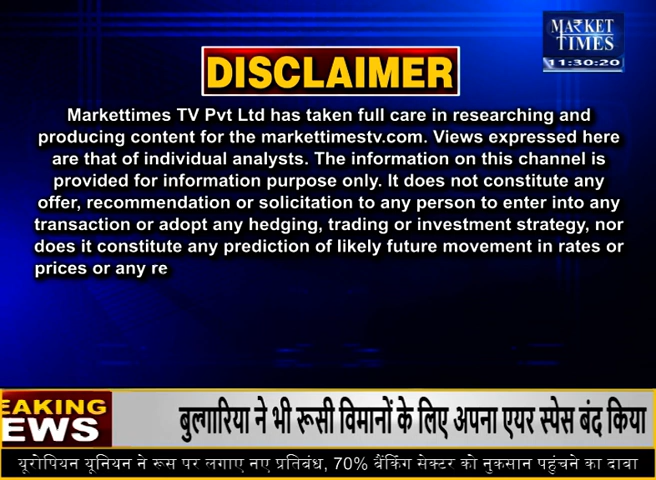 MARKET
TIMES
11:30:20
DISCLAIMER
Markettimes TV Pvt Ltd has taken full care in researching and
producing content for the markettimestv.com. Views expressed here
are that of individual analysts. The information on this channel is
provided for information purpose only. It does not constitute any
offer, recommendation or solicitation to any person to enter into any
transaction or adopt any hedging, trading or investment strategy, nor
does it constitute any prediction of likely future movement in rates or
prices or any re
EAKING
EWS
बुल्गारिया ने भी रूसी विमानों के लिए अपना एयर स्पेस बंद किया
यूरोपियन यूनियन ने रूस पर लगाए नए प्रतिबंध, 70% बैंकिंग सेक्टर को नुकसान पहुंचने का दावा